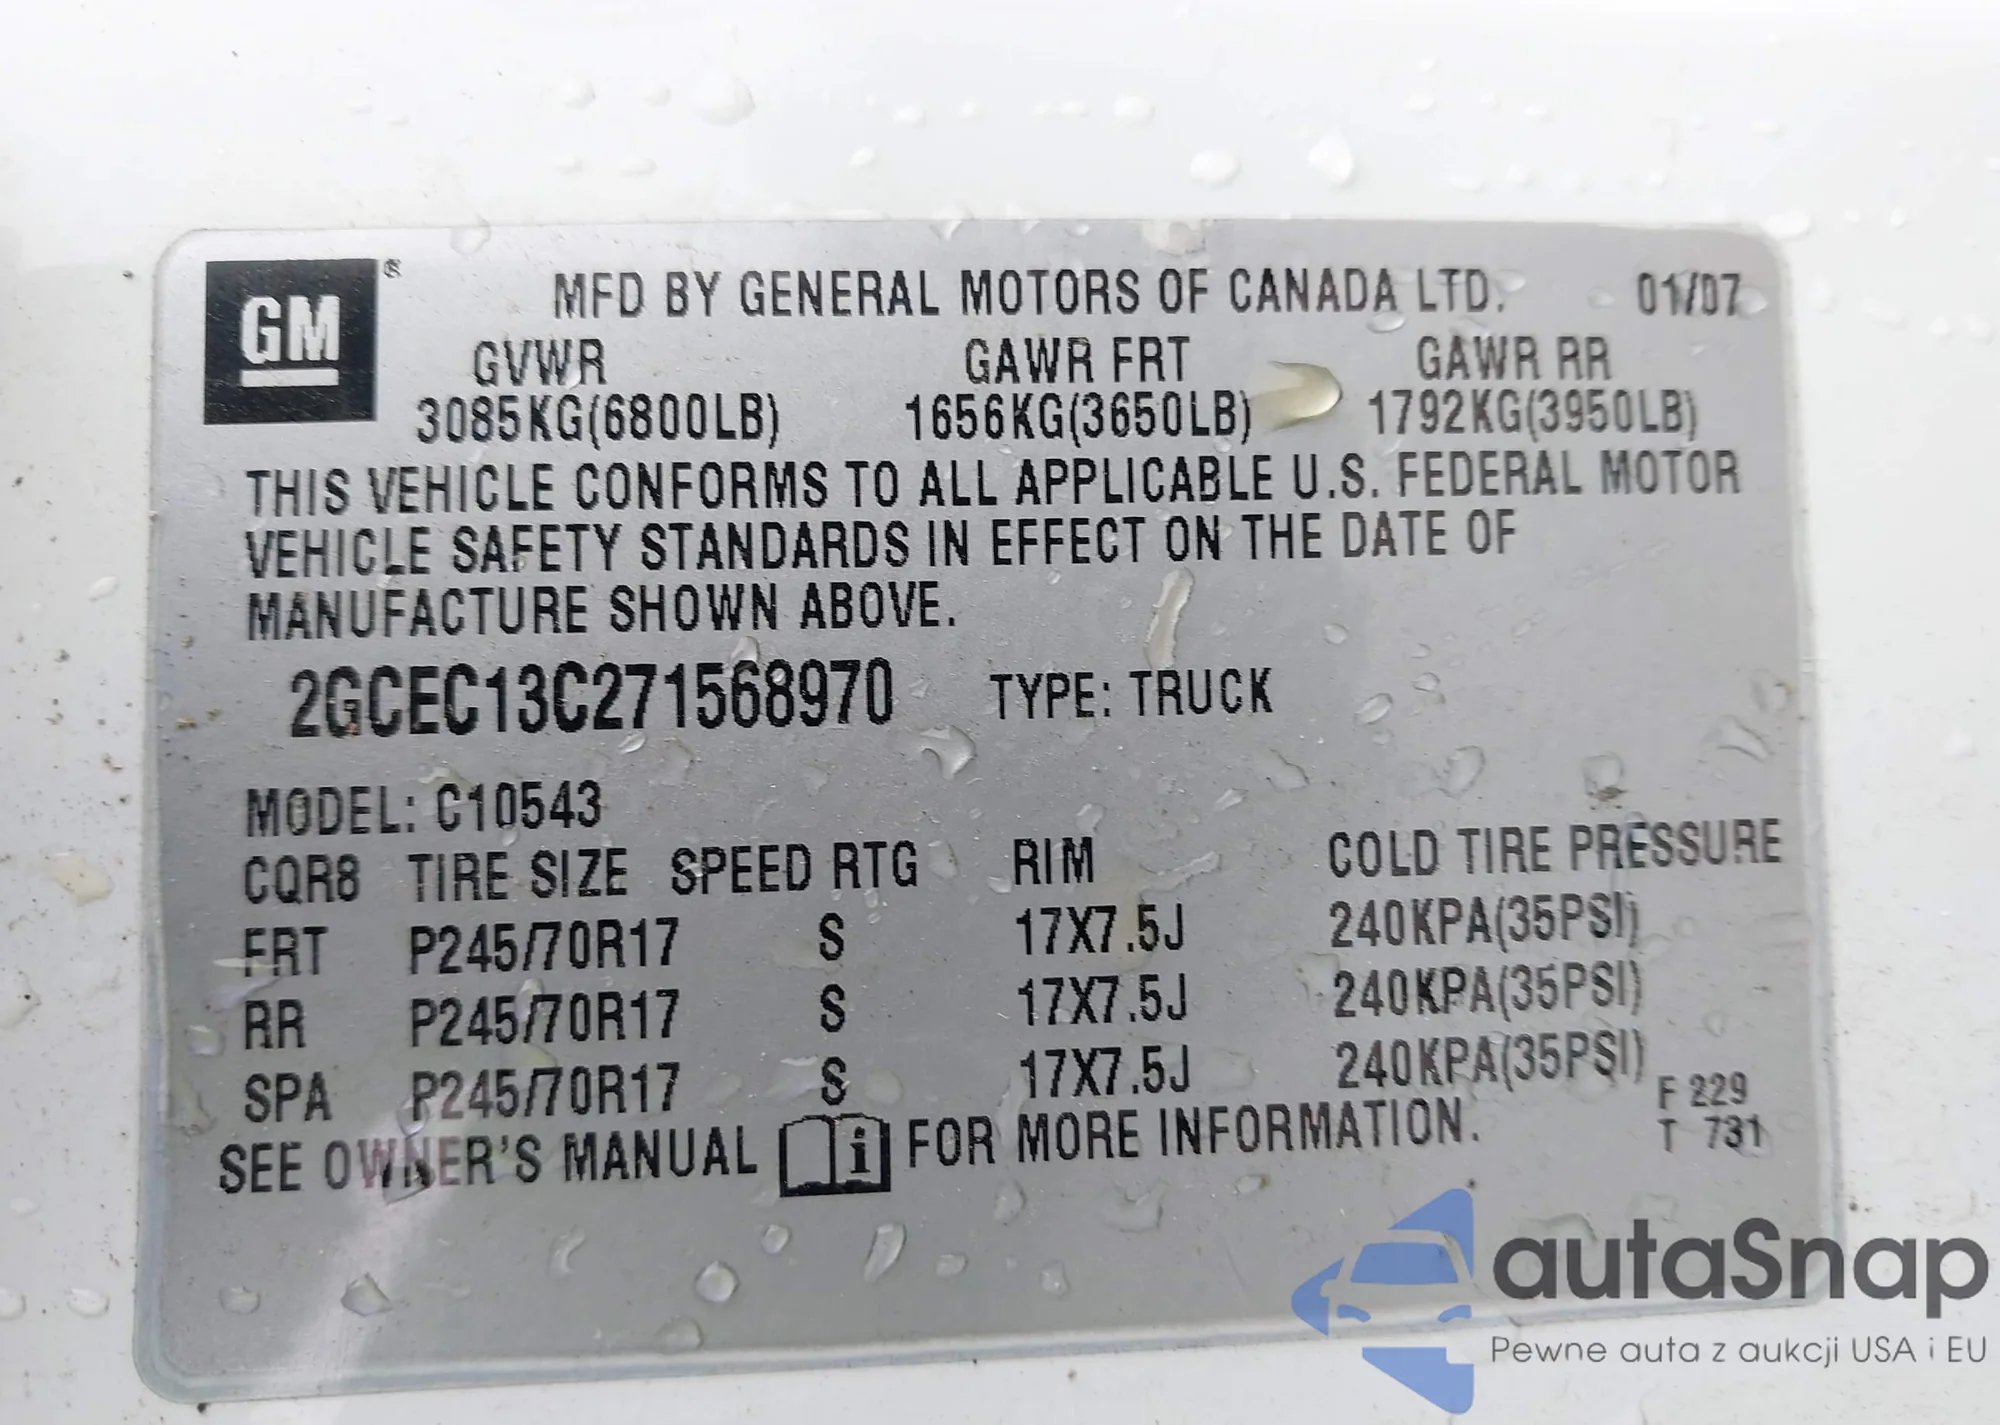 GM ® MFD BY GENERAL MOTORS OF CANADA LTD. 01/07
GVWR GAWR FRT GAWR RR
3085KG(6800LB) 1656KG(3650LB) 1792KG(3950LB)
THIS VEHICLE CONFORMS TO ALL APPLICABLE U.S. FEDERAL MOTOR
VEHICLE SAFETY STANDARDS IN EFFECT ON THE DATE OF
MANUFACTURE SHOWN ABOVE.
2GCEC13C271568970 TYPE: TRUCK
MODEL: C10543
CQR8 TIRE SIZE SPEED RTG RIM COLD TIRE PRESSURE
FRT P245/70R17 S 17X7.5J 240KPA(35PSI)
RR P245/70R17 S 17X7.5J 240KPA(35PSI)
SPA P245/70R17 S 17X7.5J 240KPA(35PSI)
F 229
SEE OWNER'S MANUAL i FOR MORE INFORMATION. T 731
autaSnap
Pewne auta z aukcji USA i EU